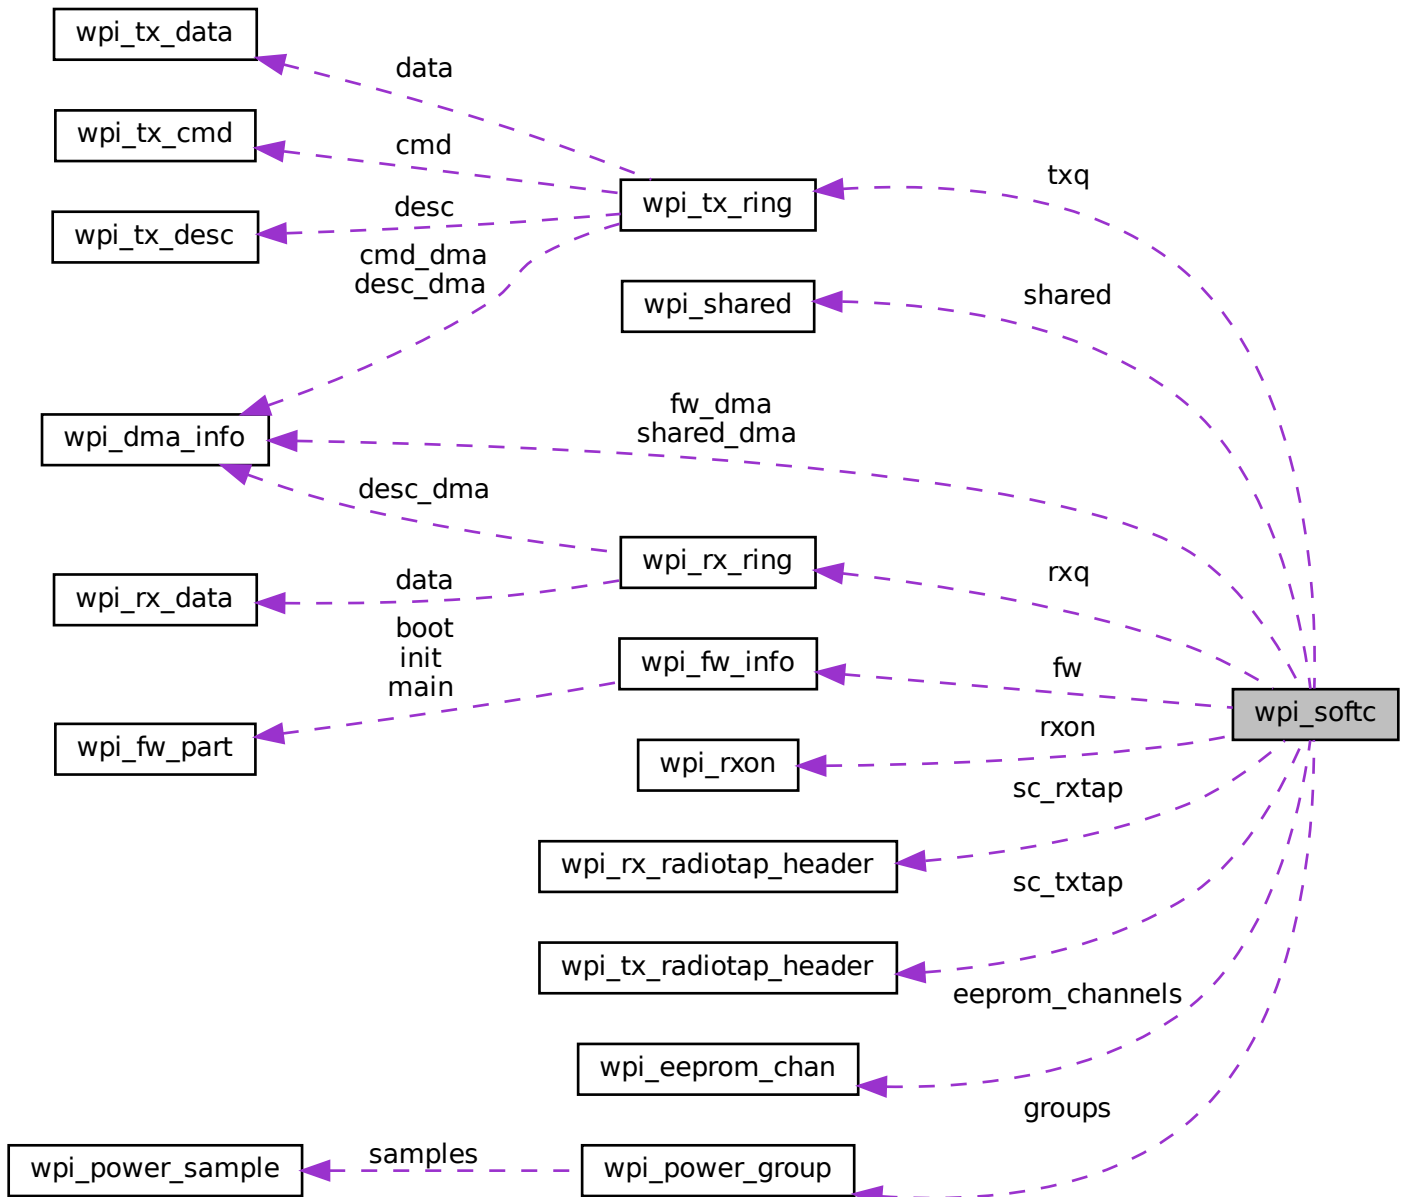 wpi_tx_data
data
wpi_tx_cmd
cmd
txq
wpi_tx_ring
desc
wpi_tx_desc
cmd_dma
desc_dma
shared
wpi_shared
fw_dma
shared_dma
wpi_dma_info
desc_dma
wpi_rx_ring
rxq
data
wpi_rx_data
boot
init
main
wpi_fw_info
fw
wpi_softc
rxon
wpi_fw_part
wpi_rxon
sc_rxtap
wpi_rx_radiotap_header
sc_txtap
wpi_tx_radiotap_header
eeprom_channels
wpi_eeprom_chan
groups
samples
wpi_power_sample
wpi_power_group